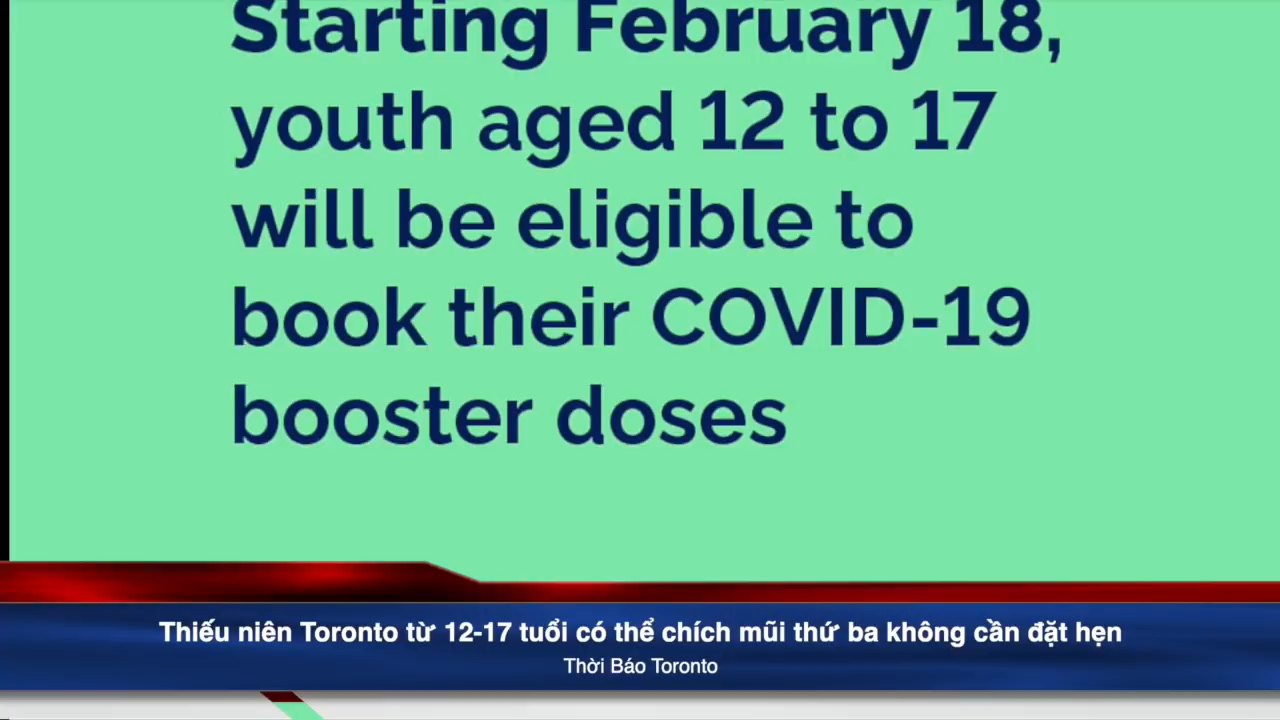 Starting February 18,
youth aged 12 to 17
will be eligible to
book their COVID-19
booster doses
Thiếu niên Toronto từ 12-17 tuổi có thể chích mũi thứ ba không cần đặt hẹn
Thời Báo Toronto